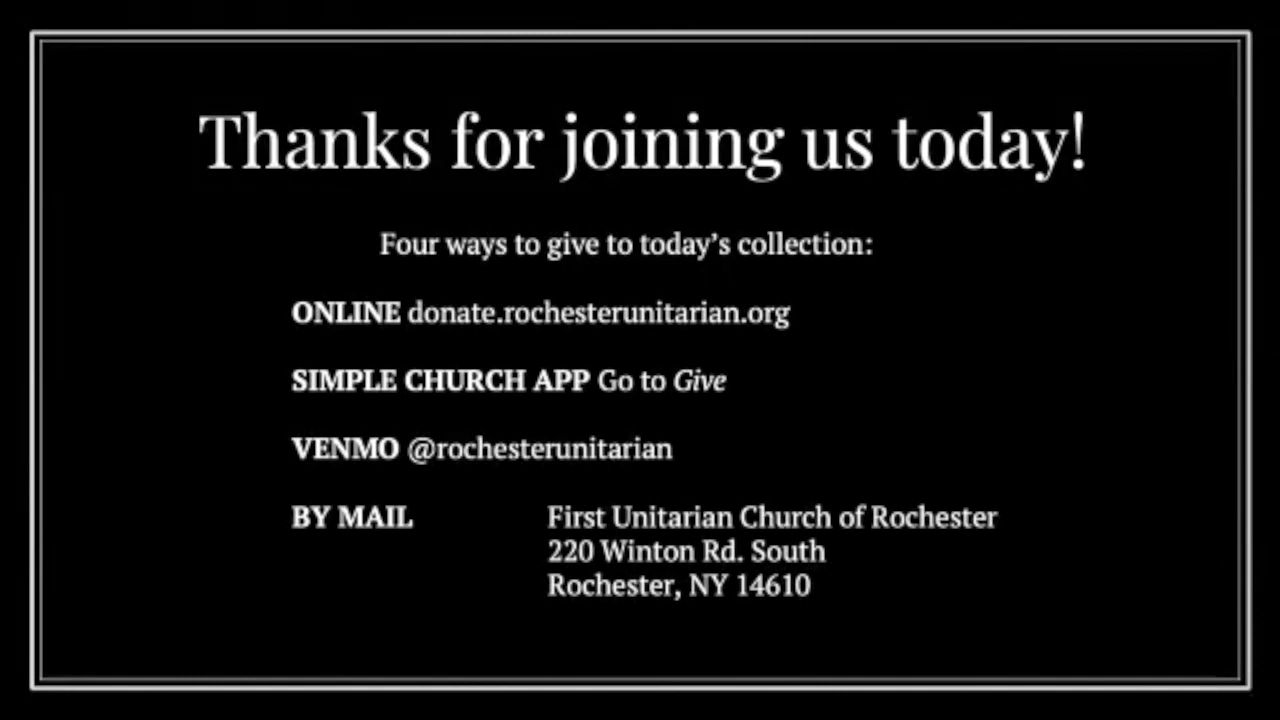 Thanks for joining us today!
Four ways to give to today’s collection:
ONLINE donate.rochesterunitarian.org
SIMPLE CHURCH APP Go to Give
VENMO @rochesterunitarian
BY MAIL First Unitarian Church of Rochester
220 Winton Rd. South
Rochester, NY 14610